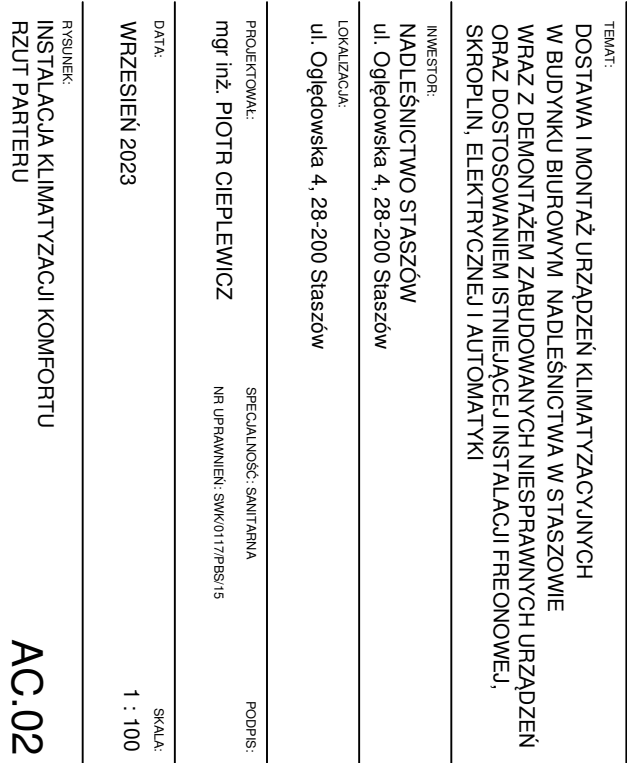 TEMAT:
DOSTAWA I MONTAŻ URZĄDZEŃ KLIMATYZACYJNYCH
W BUDYNKU BIUROWYM NADLEŚNICTWA W STASZOWIE
WRAZ Z DEMONTAŻEM ZABUDOWANYCH NIESPRAWNYCH URZĄDZEŃ
ORAZ DOSTOSOWANIEM ISTNIEJĄCEJ INSTALACJI FREONOWEJ,
SKROPLIN, ELEKTRYCZNEJ I AUTOMATYKI
INWESTOR:
NADLEŚNICTWO STASZÓW
ul. Oględowska 4, 28-200 Staszów
LOKALIZACJA:
ul. Oględowska 4, 28-200 Staszów
PROJEKTOWAŁ: SPECJALNOŚĆ: SANITARNA PODPIS:
mgr inż. PIOTR CIEPLEWICZ NR UPRAWNIEŃ: SWK/0117/PBS/15
DATA: SKALA:
WRZESIEŃ 2023 1 : 100
RYSUNEK:
INSTALACJA KLIMATYZACJI KOMFORTU
RZUT PARTERU AC.02